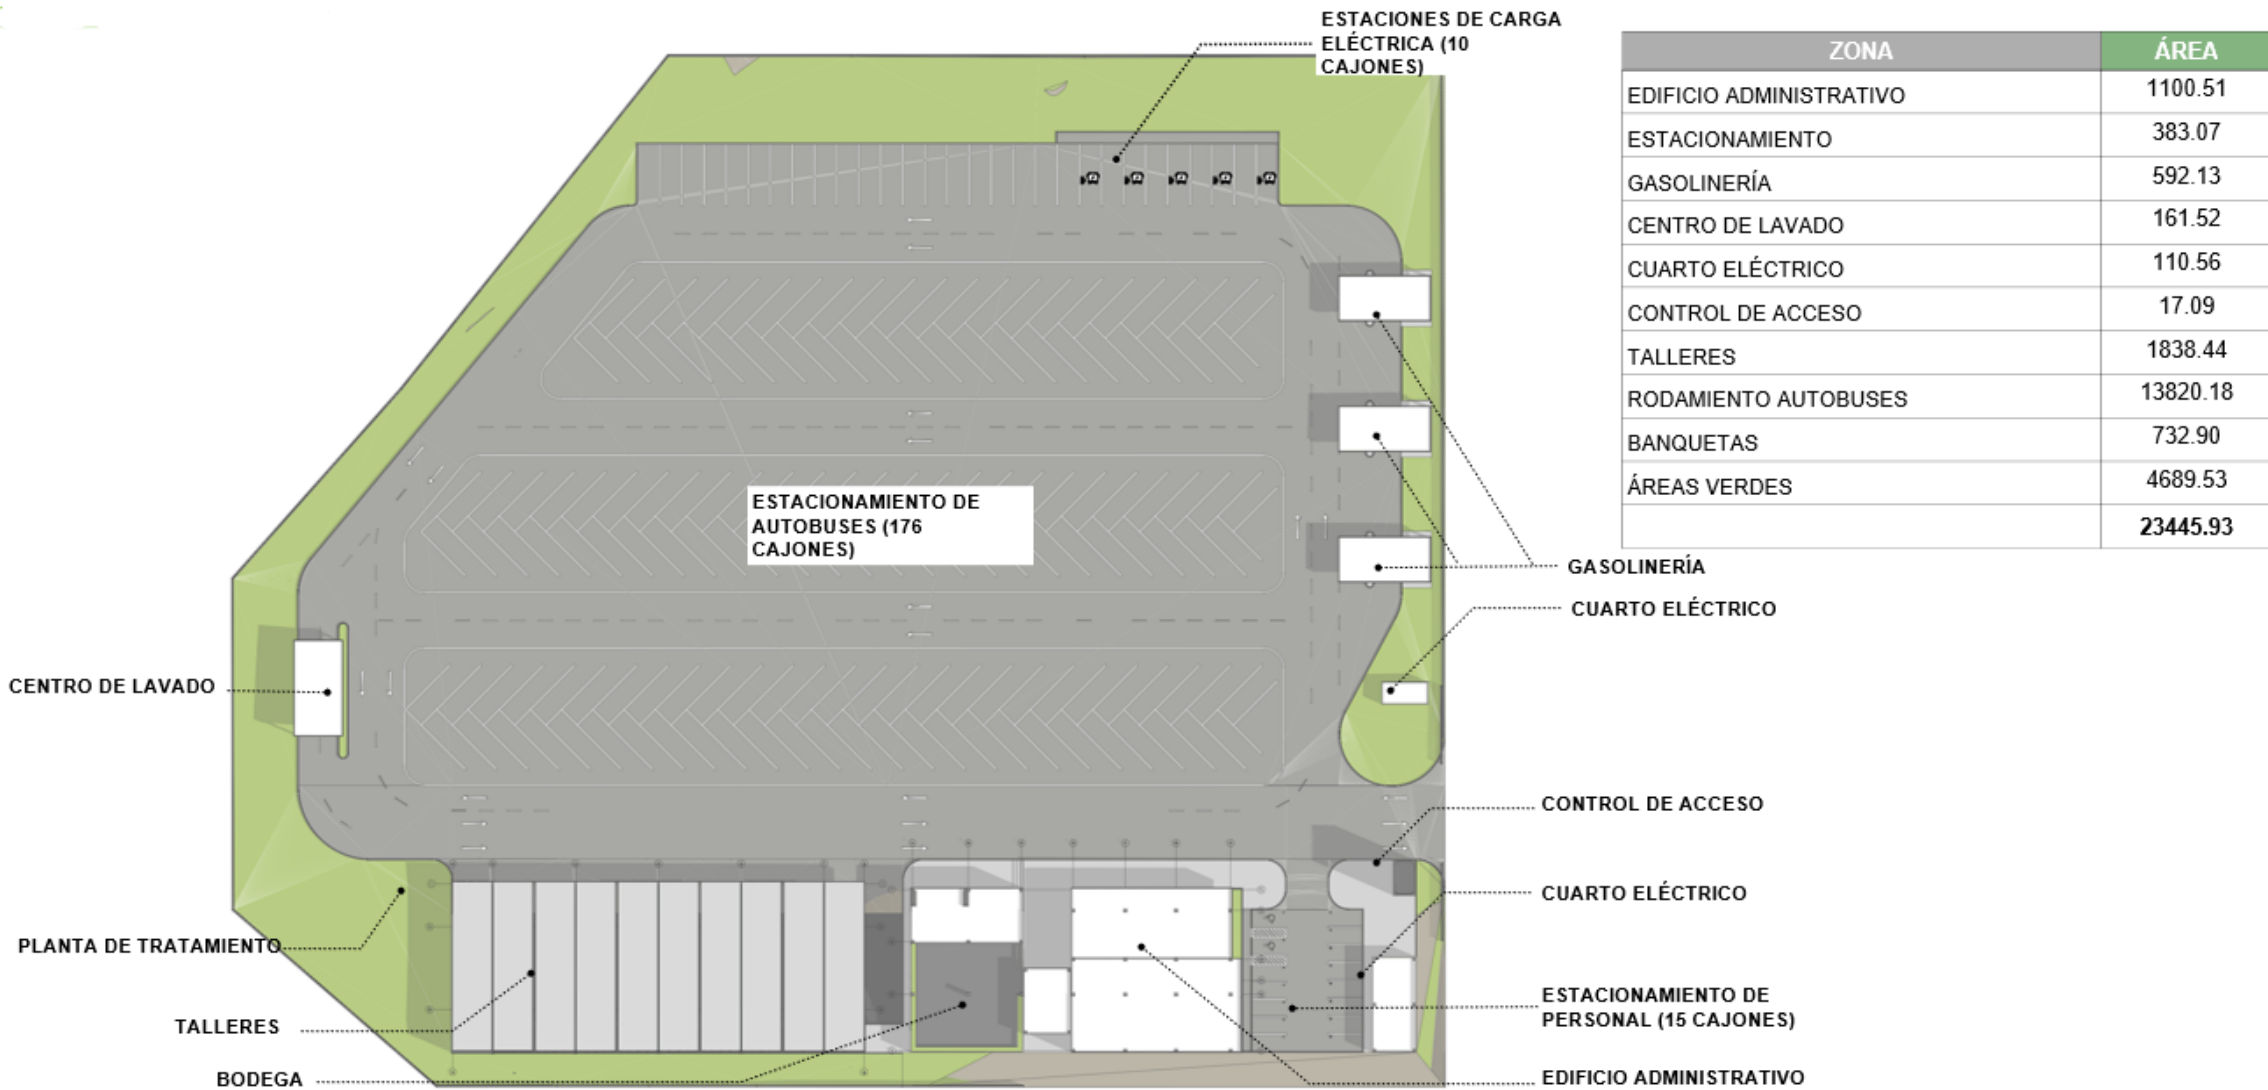 ESTACIONES DE CARGA
ELÉCTRICA (10
CAJONES)
ZONA ÁREA
EDIFICIO ADMINISTRATIVO 1100.51
ESTACIONAMIENTO 383.07
GASOLINERÍA 592.13
CENTRO DE LAVADO 161.52
CUARTO ELÉCTRICO 110.56
CONTROL DE ACCESO 17.09
TALLERES 1838.44
RODAMIENTO AUTOBUSES 13820.18
BANQUETAS 732.90
ÁREAS VERDES 4689.53
23445.93
ESTACIONAMIENTO DE
AUTOBUSES (176
CAJONES)
GASOLINERÍA
CUARTO ELÉCTRICO
CENTRO DE LAVADO
CONTROL DE ACCESO
CUARTO ELÉCTRICO
PLANTA DE TRATAMIENTO
ESTACIONAMIENTO DE
PERSONAL (15 CAJONES)
TALLERES
BODEGA
EDIFICIO ADMINISTRATIVO